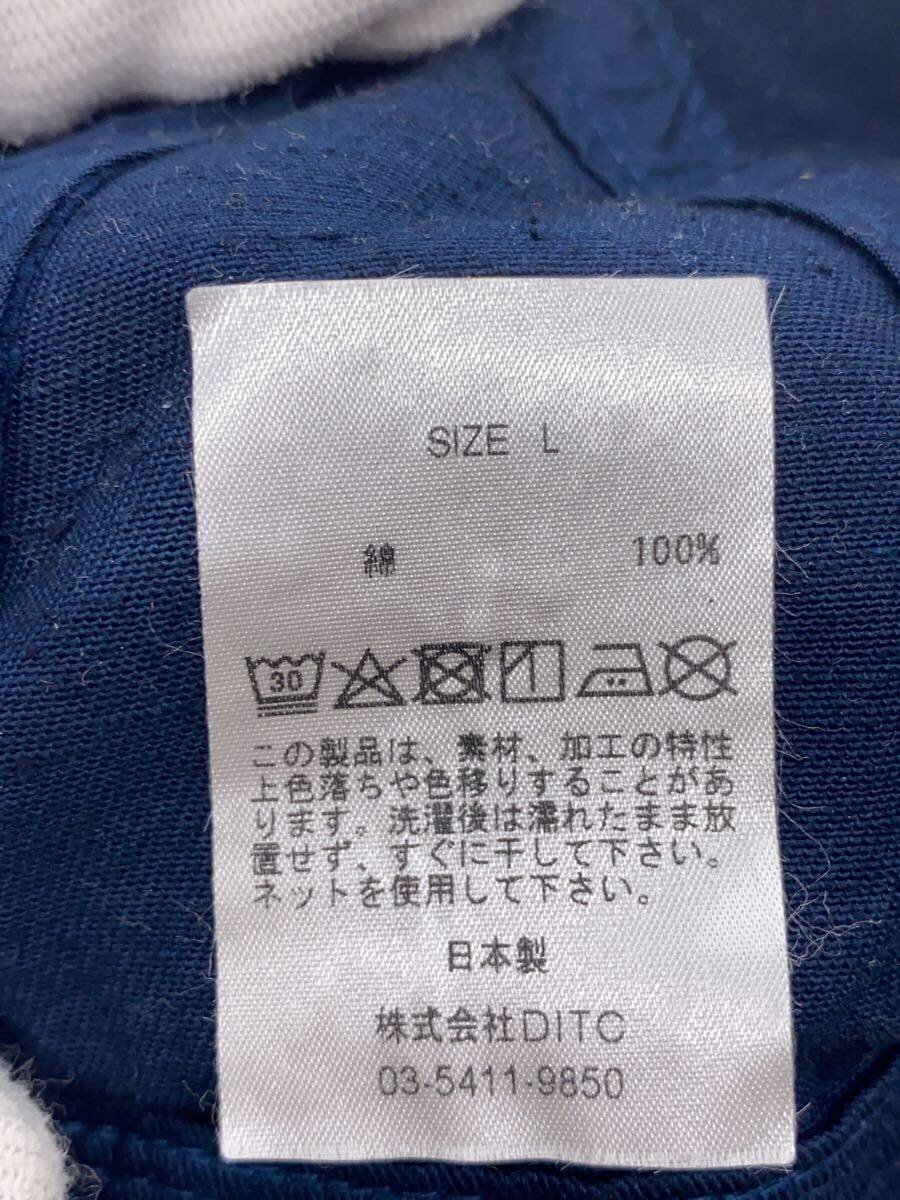 SIZE L
綿 100%
30
この製品は、素材、加工の特性
上色落ちや色移りすることがあ
ります。洗濯後は濡れたまま放
置せず、すぐに干して下さい。
ネットを使用して下さい。
日本製
株式会社DITC
03-5411-9850